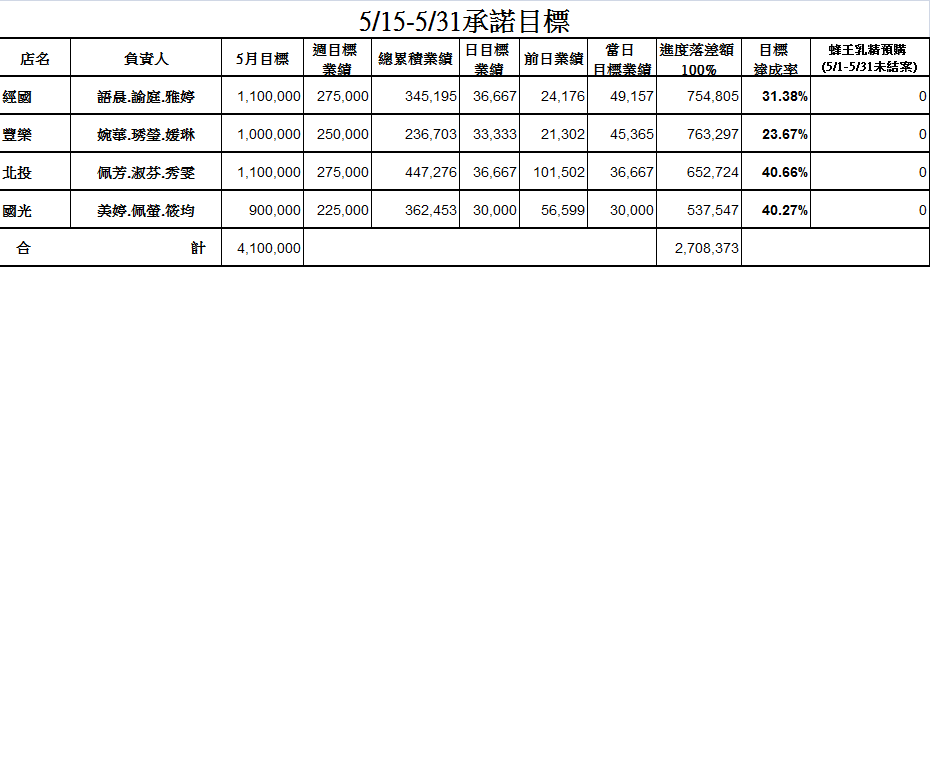 5/15-5/31承諾目標
店名 負責人 5月目標 週目標業績 總累積業績 日目標業績 前日業績 當日目標業績 進度落差額100% 目標達成率 蜂王乳精預購(5/1-5/31未結案)
經國 語晨.諭庭.雅婷 1,100,000 275,000 345,195 36,667 24,176 49,157 754,805 31.38% 0
豐樂 婉華.琇瑩.媛琳 1,000,000 250,000 236,703 33,333 21,302 45,365 763,297 23.67% 0
北投 佩芳.淑芬.秀雯 1,100,000 275,000 447,276 36,667 101,502 36,667 652,724 40.66% 0
國光 美婷.佩螢.筱均 900,000 225,000 362,453 30,000 56,599 30,000 537,547 40.27% 0
合 計 4,100,000 2,708,373